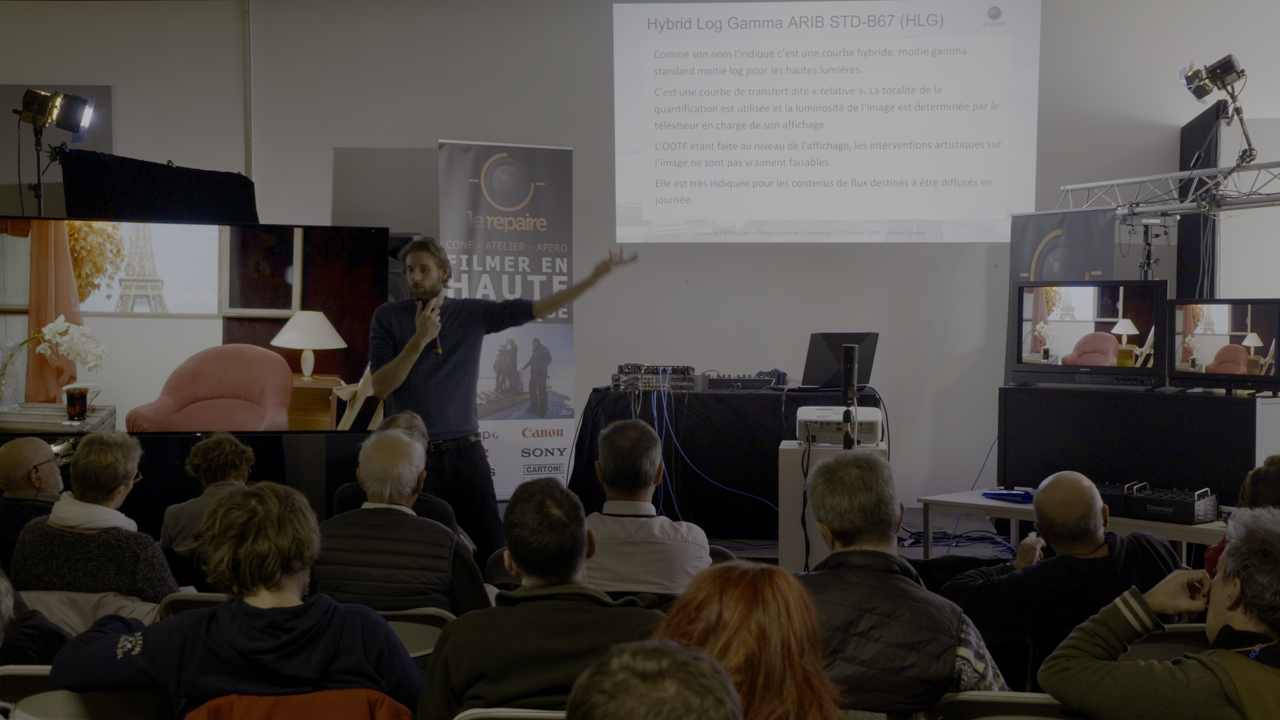 Hybrid Log Gamma ARIB STD-B67 (HLG)
Comme son nom l'indique c'est une courbe hybride, moitié gamma
standard moitié log pour les hautes lumières.
C'est une courbe de transfert dite « relative ». La totalité de la
quantification est utilisée et la luminosité de l'image est déterminée par le
téléviseur en charge de son affichage.
L'OOTF étant faite au niveau de l'affichage, les interventions artistiques sur
l'image ne sont pas vraiment faisables.
Elle est très indiquée pour les contenus de flux destinés à être diffusés en
journée.
le repaire
CONF - ATELIER - APERO
FILMER EN
HAUTE
Canon
SONY
CARTONI